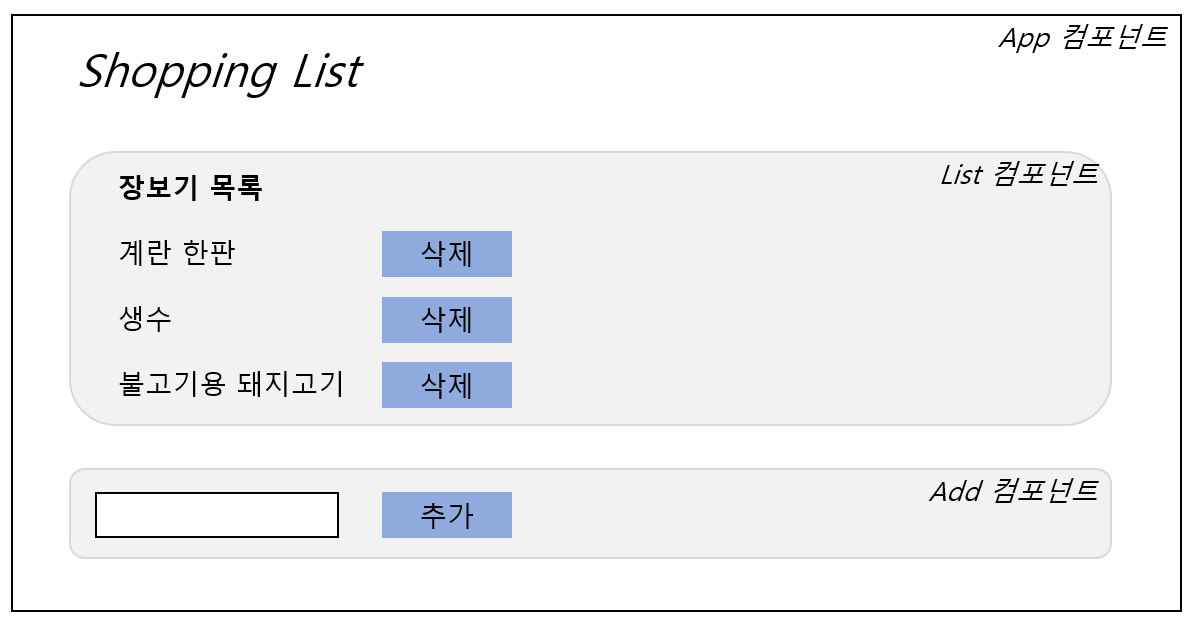 App 컴포넌트
Shopping List
List 컴포넌트
장보기 목록
계란 한판 삭제
생수 삭제
불고기용 돼지고기 삭제
Add 컴포넌트
추가